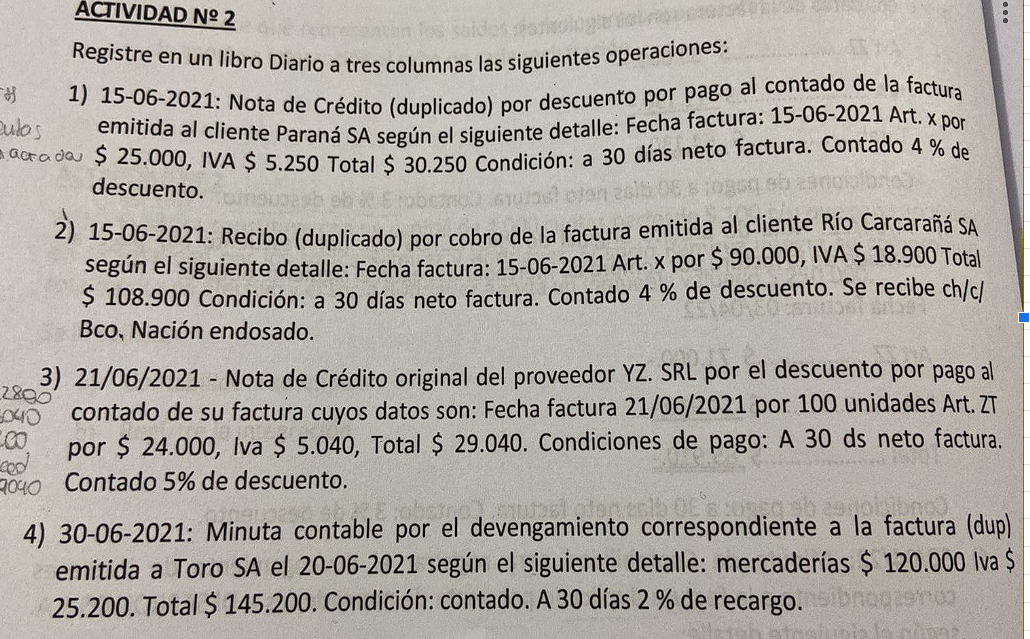 ACTIVIDAD Nº 2
Registre en un libro Diario a tres columnas las siguientes operaciones:
1) 15-06-2021: Nota de Crédito (duplicado) por descuento por pago al contado de la factura
emitida al cliente Paraná SA según el siguiente detalle: Fecha factura: 15-06-2021 Art. x por
$ 25.000, IVA $ 5.250 Total $ 30.250 Condición: a 30 días neto factura. Contado 4 % de
descuento.
2) 15-06-2021: Recibo (duplicado) por cobro de la factura emitida al cliente Río Carcarañá SA
según el siguiente detalle: Fecha factura: 15-06-2021 Art. x por $ 90.000, IVA $ 18.900 Total
$ 108.900 Condición: a 30 días neto factura. Contado 4 % de descuento. Se recibe ch/c/
Bco, Nación endosado.
3) 21/06/2021 - Nota de Crédito original del proveedor YZ. SRL por el descuento por pago al
contado de su factura cuyos datos son: Fecha factura 21/06/2021 por 100 unidades Art. ZT
por $ 24.000, Iva $ 5.040, Total $ 29.040. Condiciones de pago: A 30 ds neto factura.
Contado 5% de descuento.
4) 30-06-2021: Minuta contable por el devengamiento correspondiente a la factura (dup)
emitida a Toro SA el 20-06-2021 según el siguiente detalle: mercaderías $ 120.000 Iva $
25.200. Total $ 145.200. Condición: contado. A 30 días 2 % de recargo.